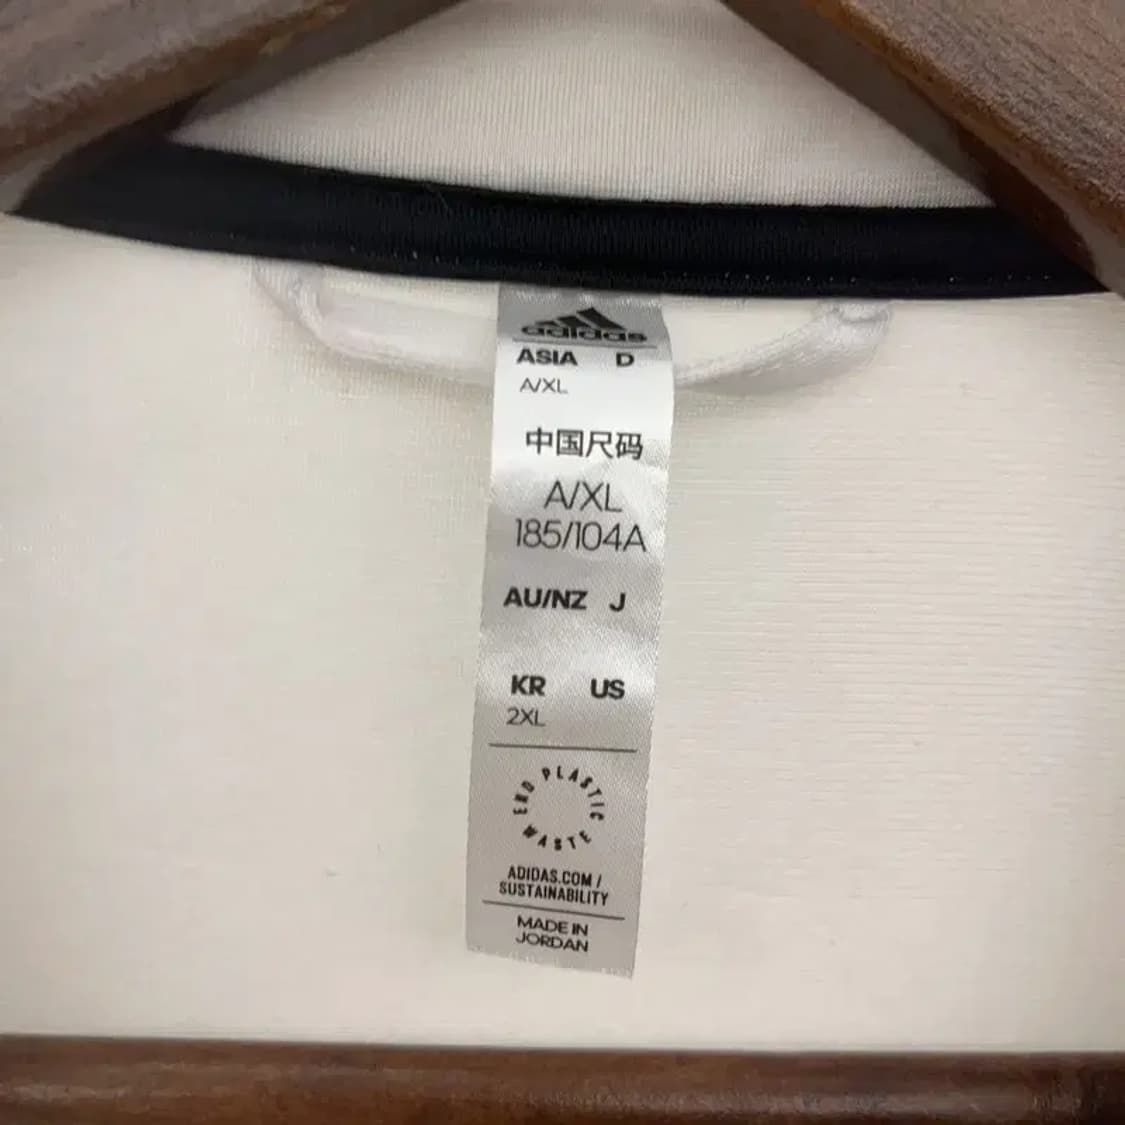 adidas
ASIA D
A/XL
中国尺码
A/XL
185/104A
AU/NZ J
KR US
2XL
END PLASTIC WASTE
ADIDAS.COM /
SUSTAINABILITY
MADE IN
JORDAN